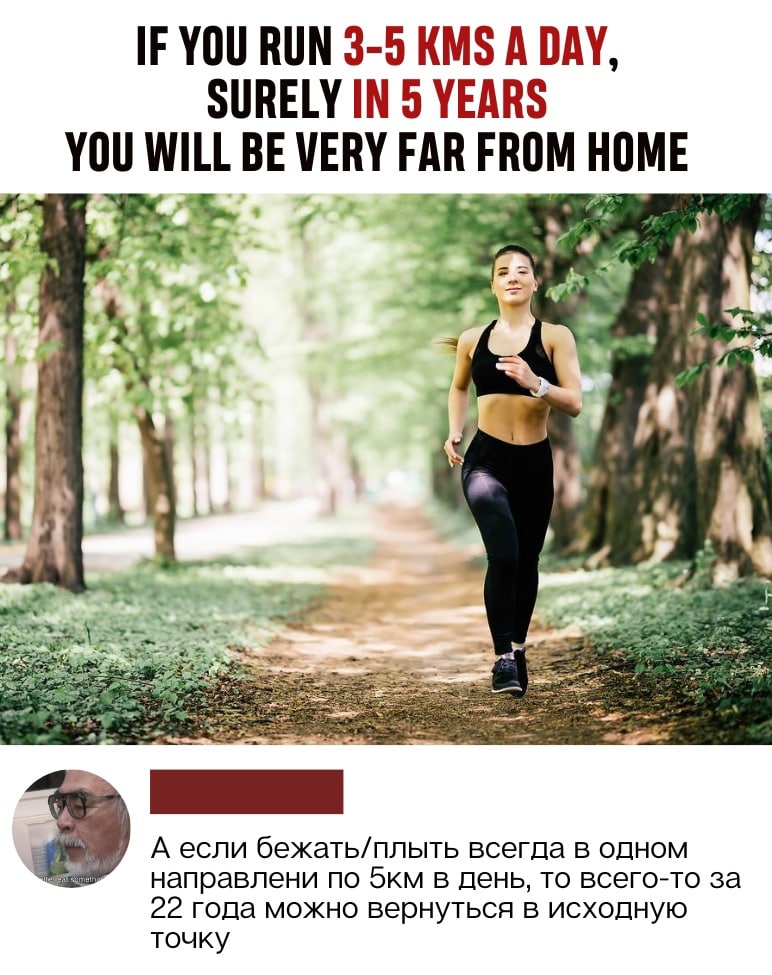 IF YOU RUN 3-5 KMS A DAY,
SURELY IN 5 YEARS
YOU WILL BE VERY FAR FROM HOME
А если бежать/плыть всегда в одном
направлени по 5км в день, то всего-то за
22 года можно вернуться в исходную
точку